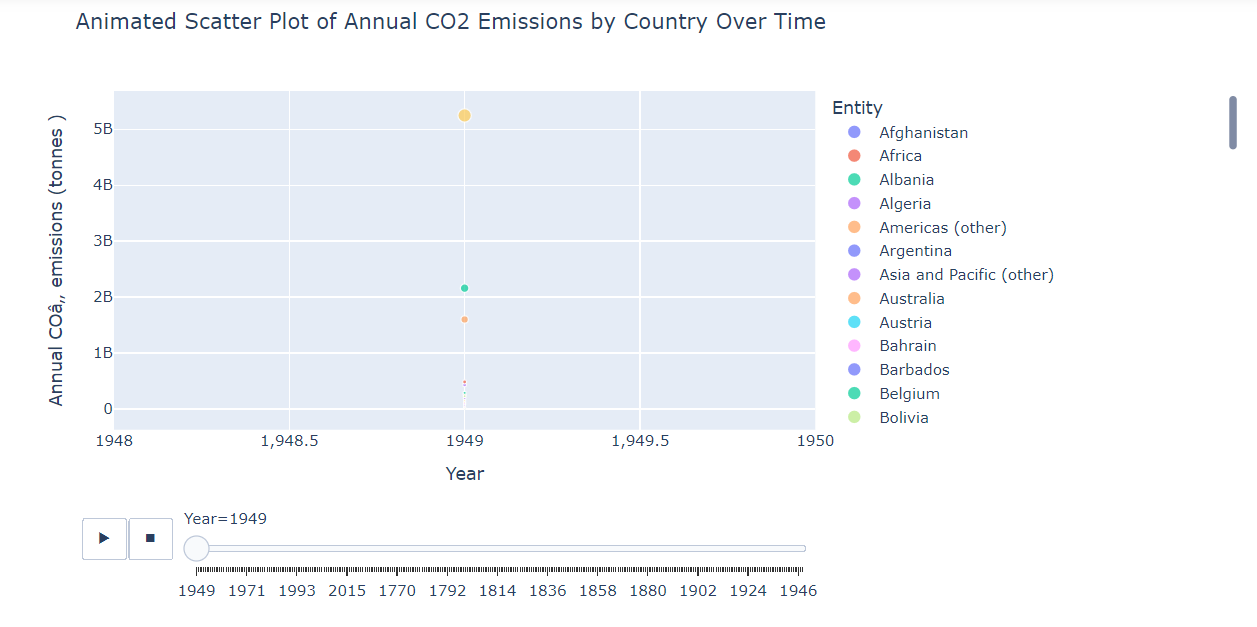 Animated Scatter Plot of Annual CO2 Emissions by Country Over Time
Annual COâ‚‚ emissions (tonnes )
5B
4B
3B
2B
1B
0
1948
1,948.5
1949
1,949.5
1950
Year
Entity
Afghanistan
Africa
Albania
Algeria
Americas (other)
Argentina
Asia and Pacific (other)
Australia
Austria
Bahrain
Barbados
Belgium
Bolivia
Year=1949
1949 1971 1993 2015 1770 1792 1814 1836 1858 1880 1902 1924 1946